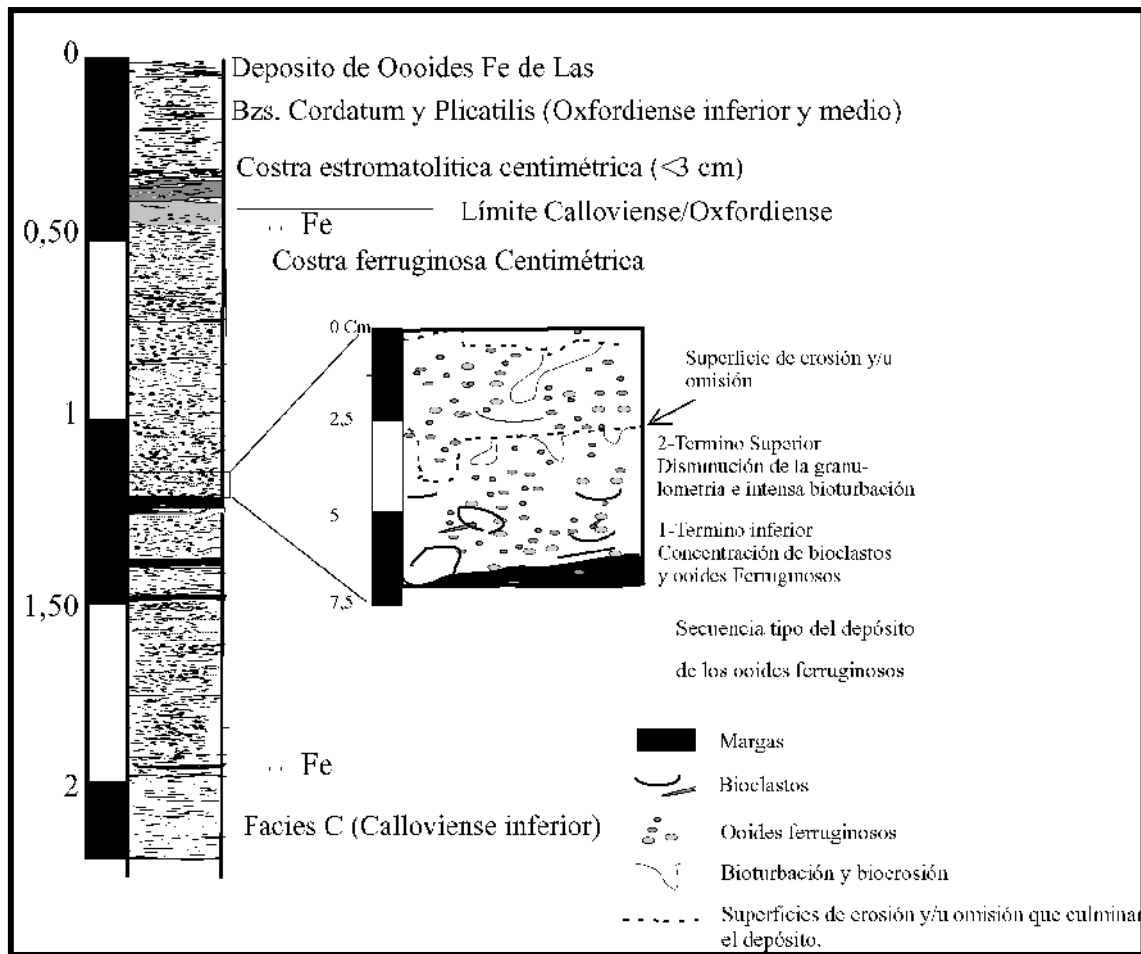 0
Deposito de Oooides Fe de Las
Bzs. Cordatum y Plicatilis (Oxfordiense inferior y medio)
Costra estromatolitica centimétrica (<3 cm)
Límite Calloviense/Oxfordiense
Fe
0,50
Costra ferruginosa Centimétrica
0 Cm
Superficie de erosión y/u
omisión
1
2,5
2-Termino Superior
Disminución de la granu-
lometria e intensa bioturbación
5
1-Termino inferior
Concentración de bioclastos
y ooides Ferruginosos
7,5
1,50
Secuencia tipo del depósito
de los ooides ferruginosos
Margas
Fe
2
Bioclastos
Facies C (Calloviense inferior)
Ooides ferruginosos
Bioturbación y biocrosión
Superficies de erosión y/u omisión que culminan
el depósito.